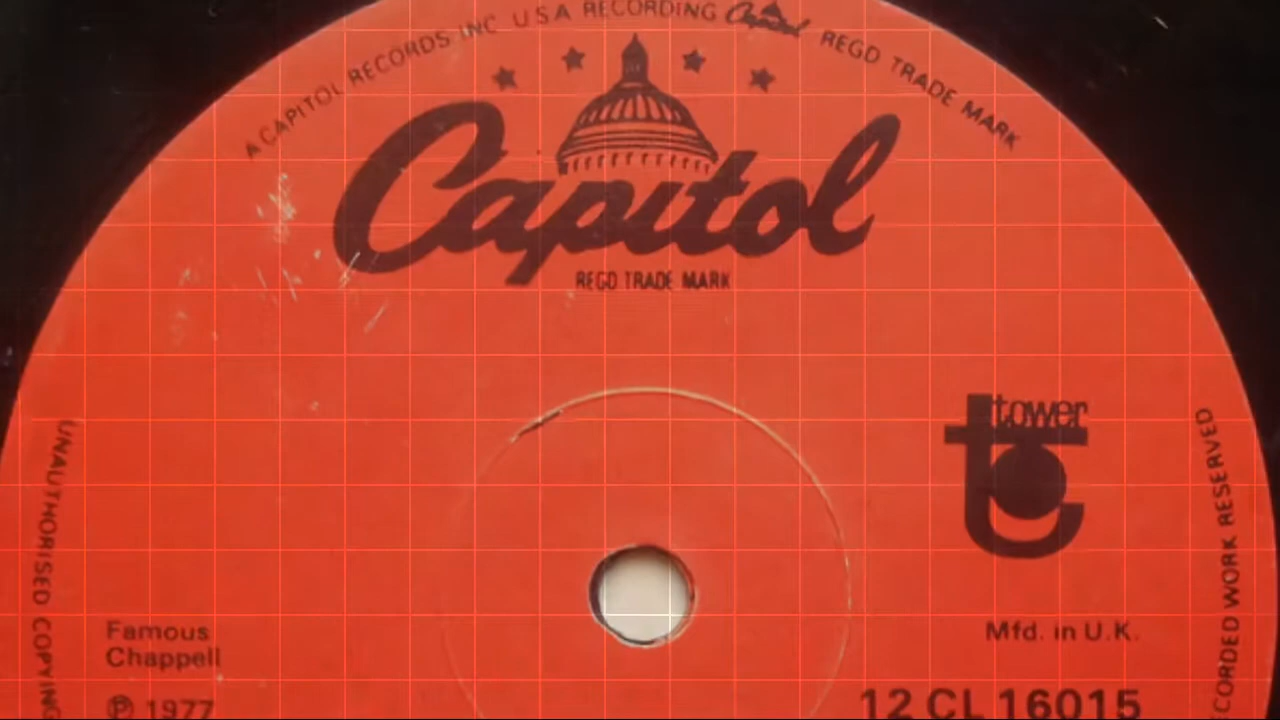 A CAPITOL RECORDS INC U.S.A RECORDING Capitol REGD TRADE MARK
Capitol
REGD TRADE MARK
tower
UNAUTHORISED COPYING
RECORDED WORK RESERVED
Famous
Chappell
Mfd. in U.K.
℗ 1977
12 CL 16015